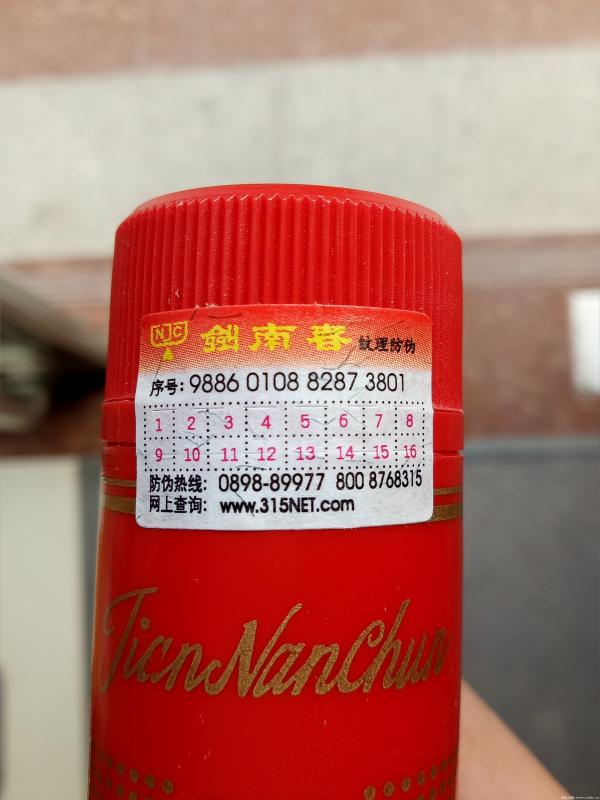 NJC 劍南春 纹理防伪
序号: 9886 0108 8287 3801
1 2 3 4 5 6 7 8
9 10 11 12 13 14 15 16
防伪热线: 0898-89977 800 8768315
网上查询: www.315NET.com
JianNanChun